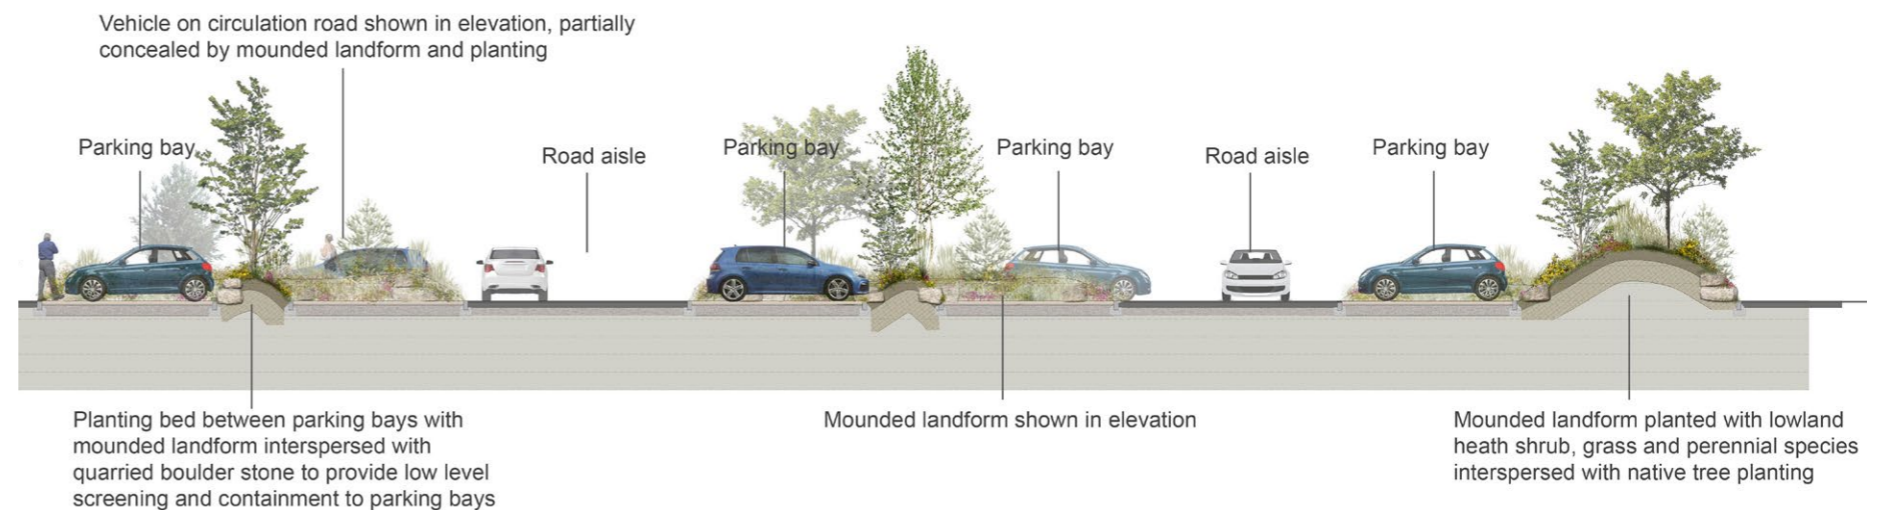 Vehicle on circulation road shown in elevation, partially
concealed by mounded landform and planting
Parking bay
Road aisle
Parking bay
Parking bay
Road aisle
Parking bay
Planting bed between parking bays with
mounded landform interspersed with
quarried boulder stone to provide low level
screening and containment to parking bays
Mounded landform shown in elevation
Mounded landform planted with lowland
heath shrub, grass and perennial species
interspersed with native tree planting